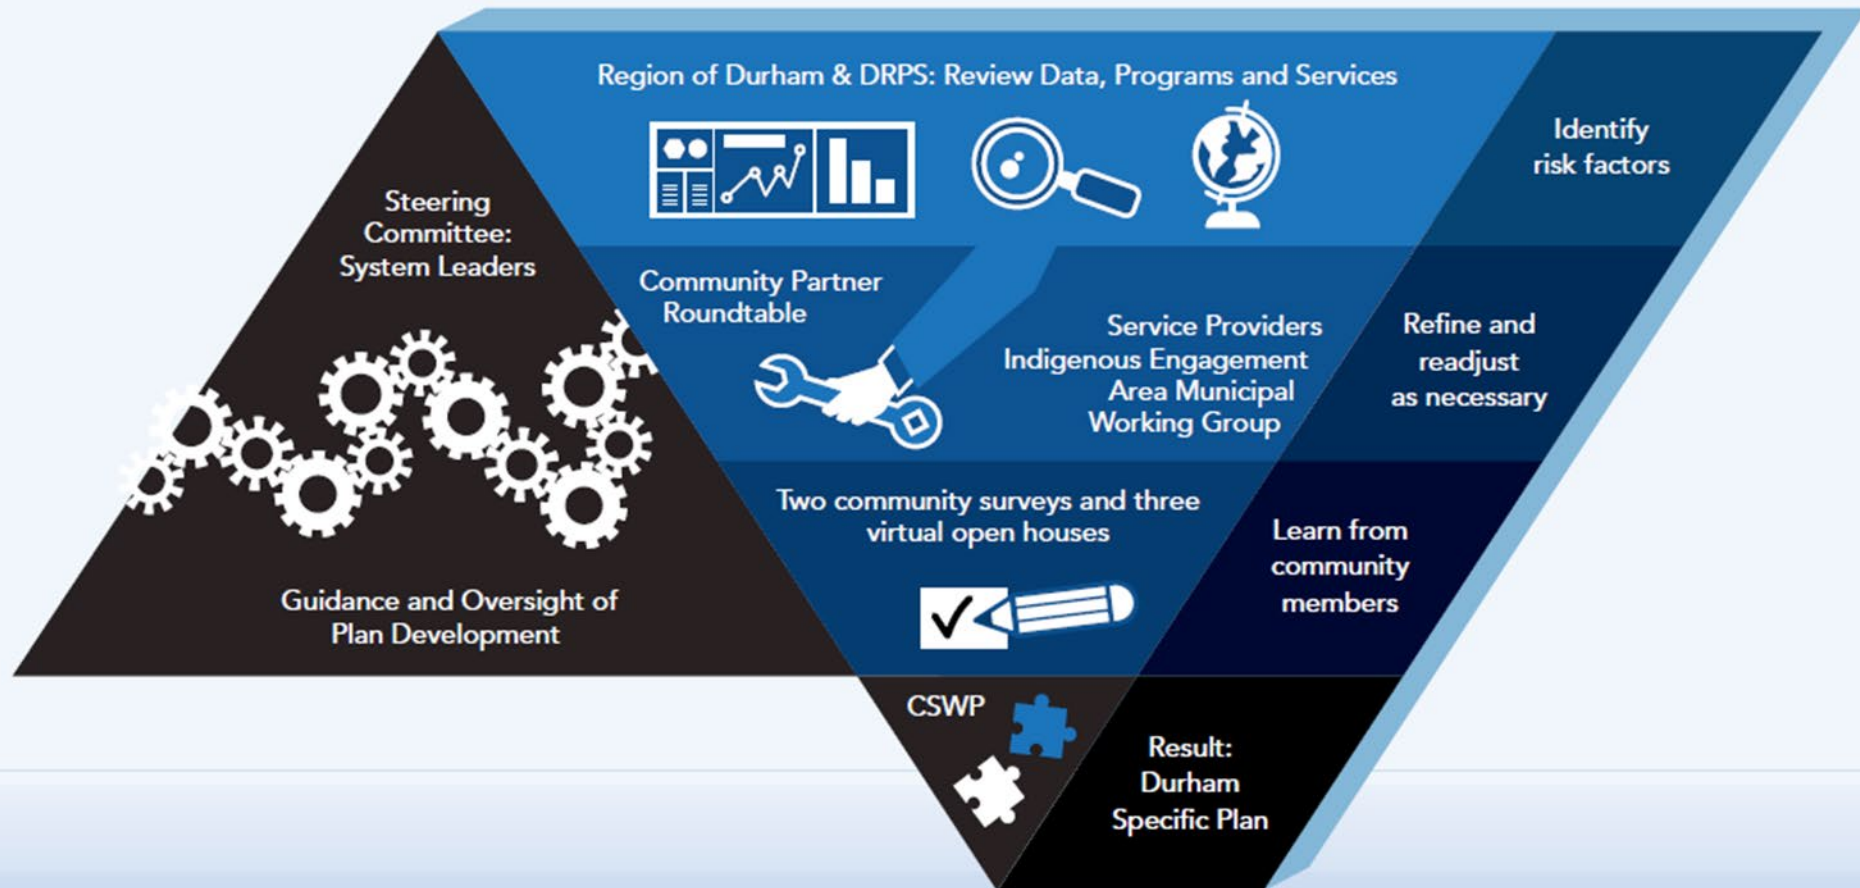 Region of Durham & DRPS: Review Data, Programs and Services
Identify
risk factors
Steering
Committee:
System Leaders
Community Partner
Roundtable
Service Providers
Indigenous Engagement
Area Municipal
Working Group
Refine and
readjust
as necessary
Two community surveys and three
virtual open houses
Learn from
community
members
Guidance and Oversight of
Plan Development
CSWP
Result:
Durham
Specific Plan